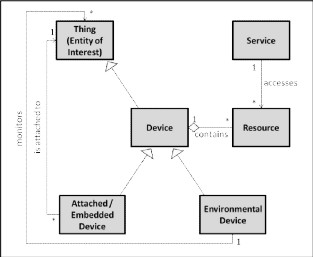 *
1
Thing
(Entity of
Interest)
Service
1
accesses
*
monitors
is attached to
Device
1
*
contains
Resource
*
Attached /
Embedded
Device
Environmental
Device
1